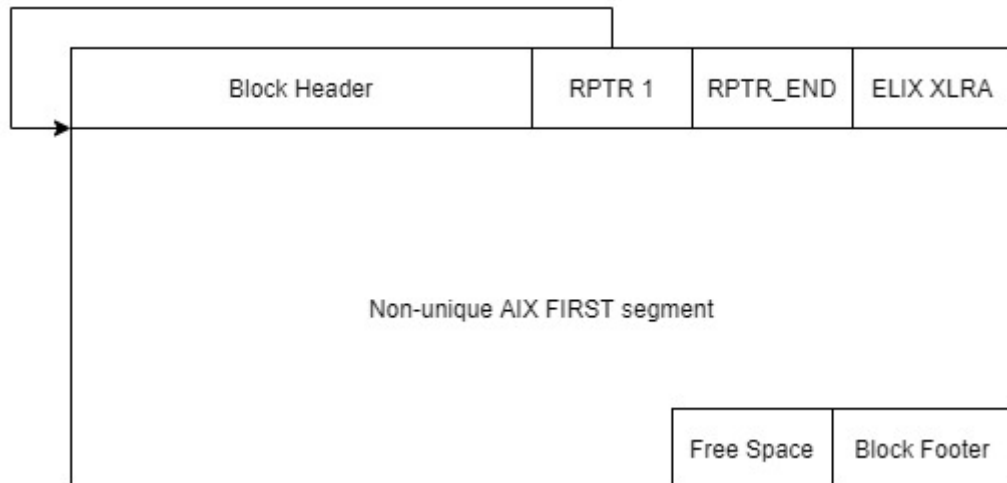 Block Header
RPTR 1
RPTR_END
ELIX XLRA
Non-unique AIX FIRST segment
Free Space
Block Footer